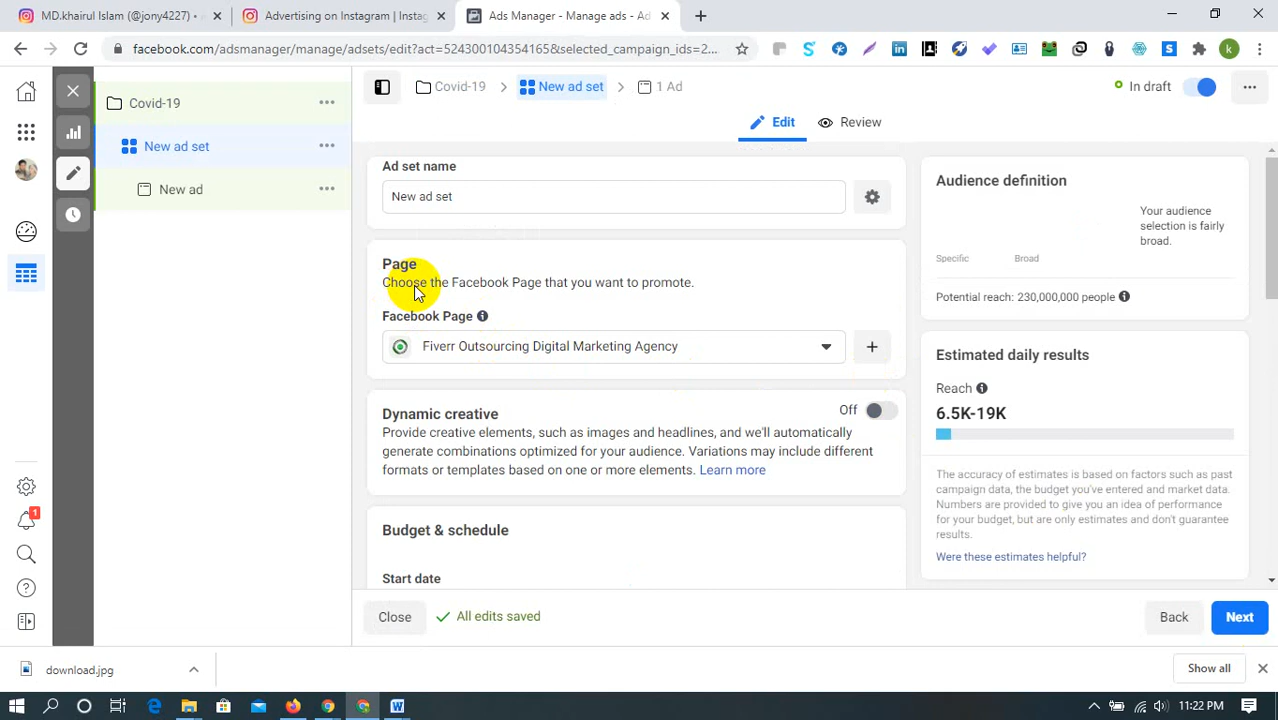 MD.khairul Islam (@jony4227) •
Advertising on Instagram | Instag
Ads Manager - Manage ads - Ad
facebook.com/adsmanager/manage/adsets/edit?act=524300104354165&selected_campaign_ids=2...
k
Covid-19
New ad set
New ad
Covid-19
New ad set
1 Ad
In draft
Edit
Review
Ad set name
New ad set
Page
Choose the Facebook Page that you want to promote.
Facebook Page
Fiverr Outsourcing Digital Marketing Agency
Dynamic creative
Off
Provide creative elements, such as images and headlines, and we'll automatically
generate combinations optimized for your audience. Variations may include different
formats or templates based on one or more elements. Learn more
Budget & schedule
Start date
Audience definition
Your audience
selection is fairly
broad.
Specific
Broad
Potential reach: 230,000,000 people
Estimated daily results
Reach
6.5K-19K
The accuracy of estimates is based on factors such as past
campaign data, the budget you've entered and market data.
Numbers are provided to give you an idea of performance
for your budget, but are only estimates and don't guarantee
results.
Were these estimates helpful?
1
Close
All edits saved
Back
Next
download.jpg
Show all
ENG
11:22 PM